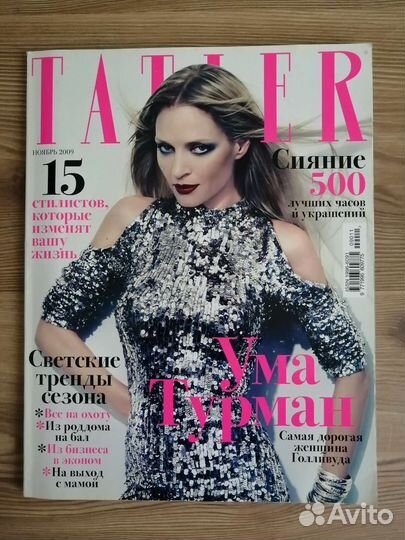 TATLER
НОЯБРЬ 2009
15
стилистов,
которые
изменят
вашу
жизнь
Сияние
500
лучших часов
и украшений
Светские
тренды
сезона
*Все на охоту
*Из роддома
на бал
*Из бизнеса
в эконом
*На выход
с мамой
Ума
Турман
Самая дорогая
женщина
Голливуда
Avito